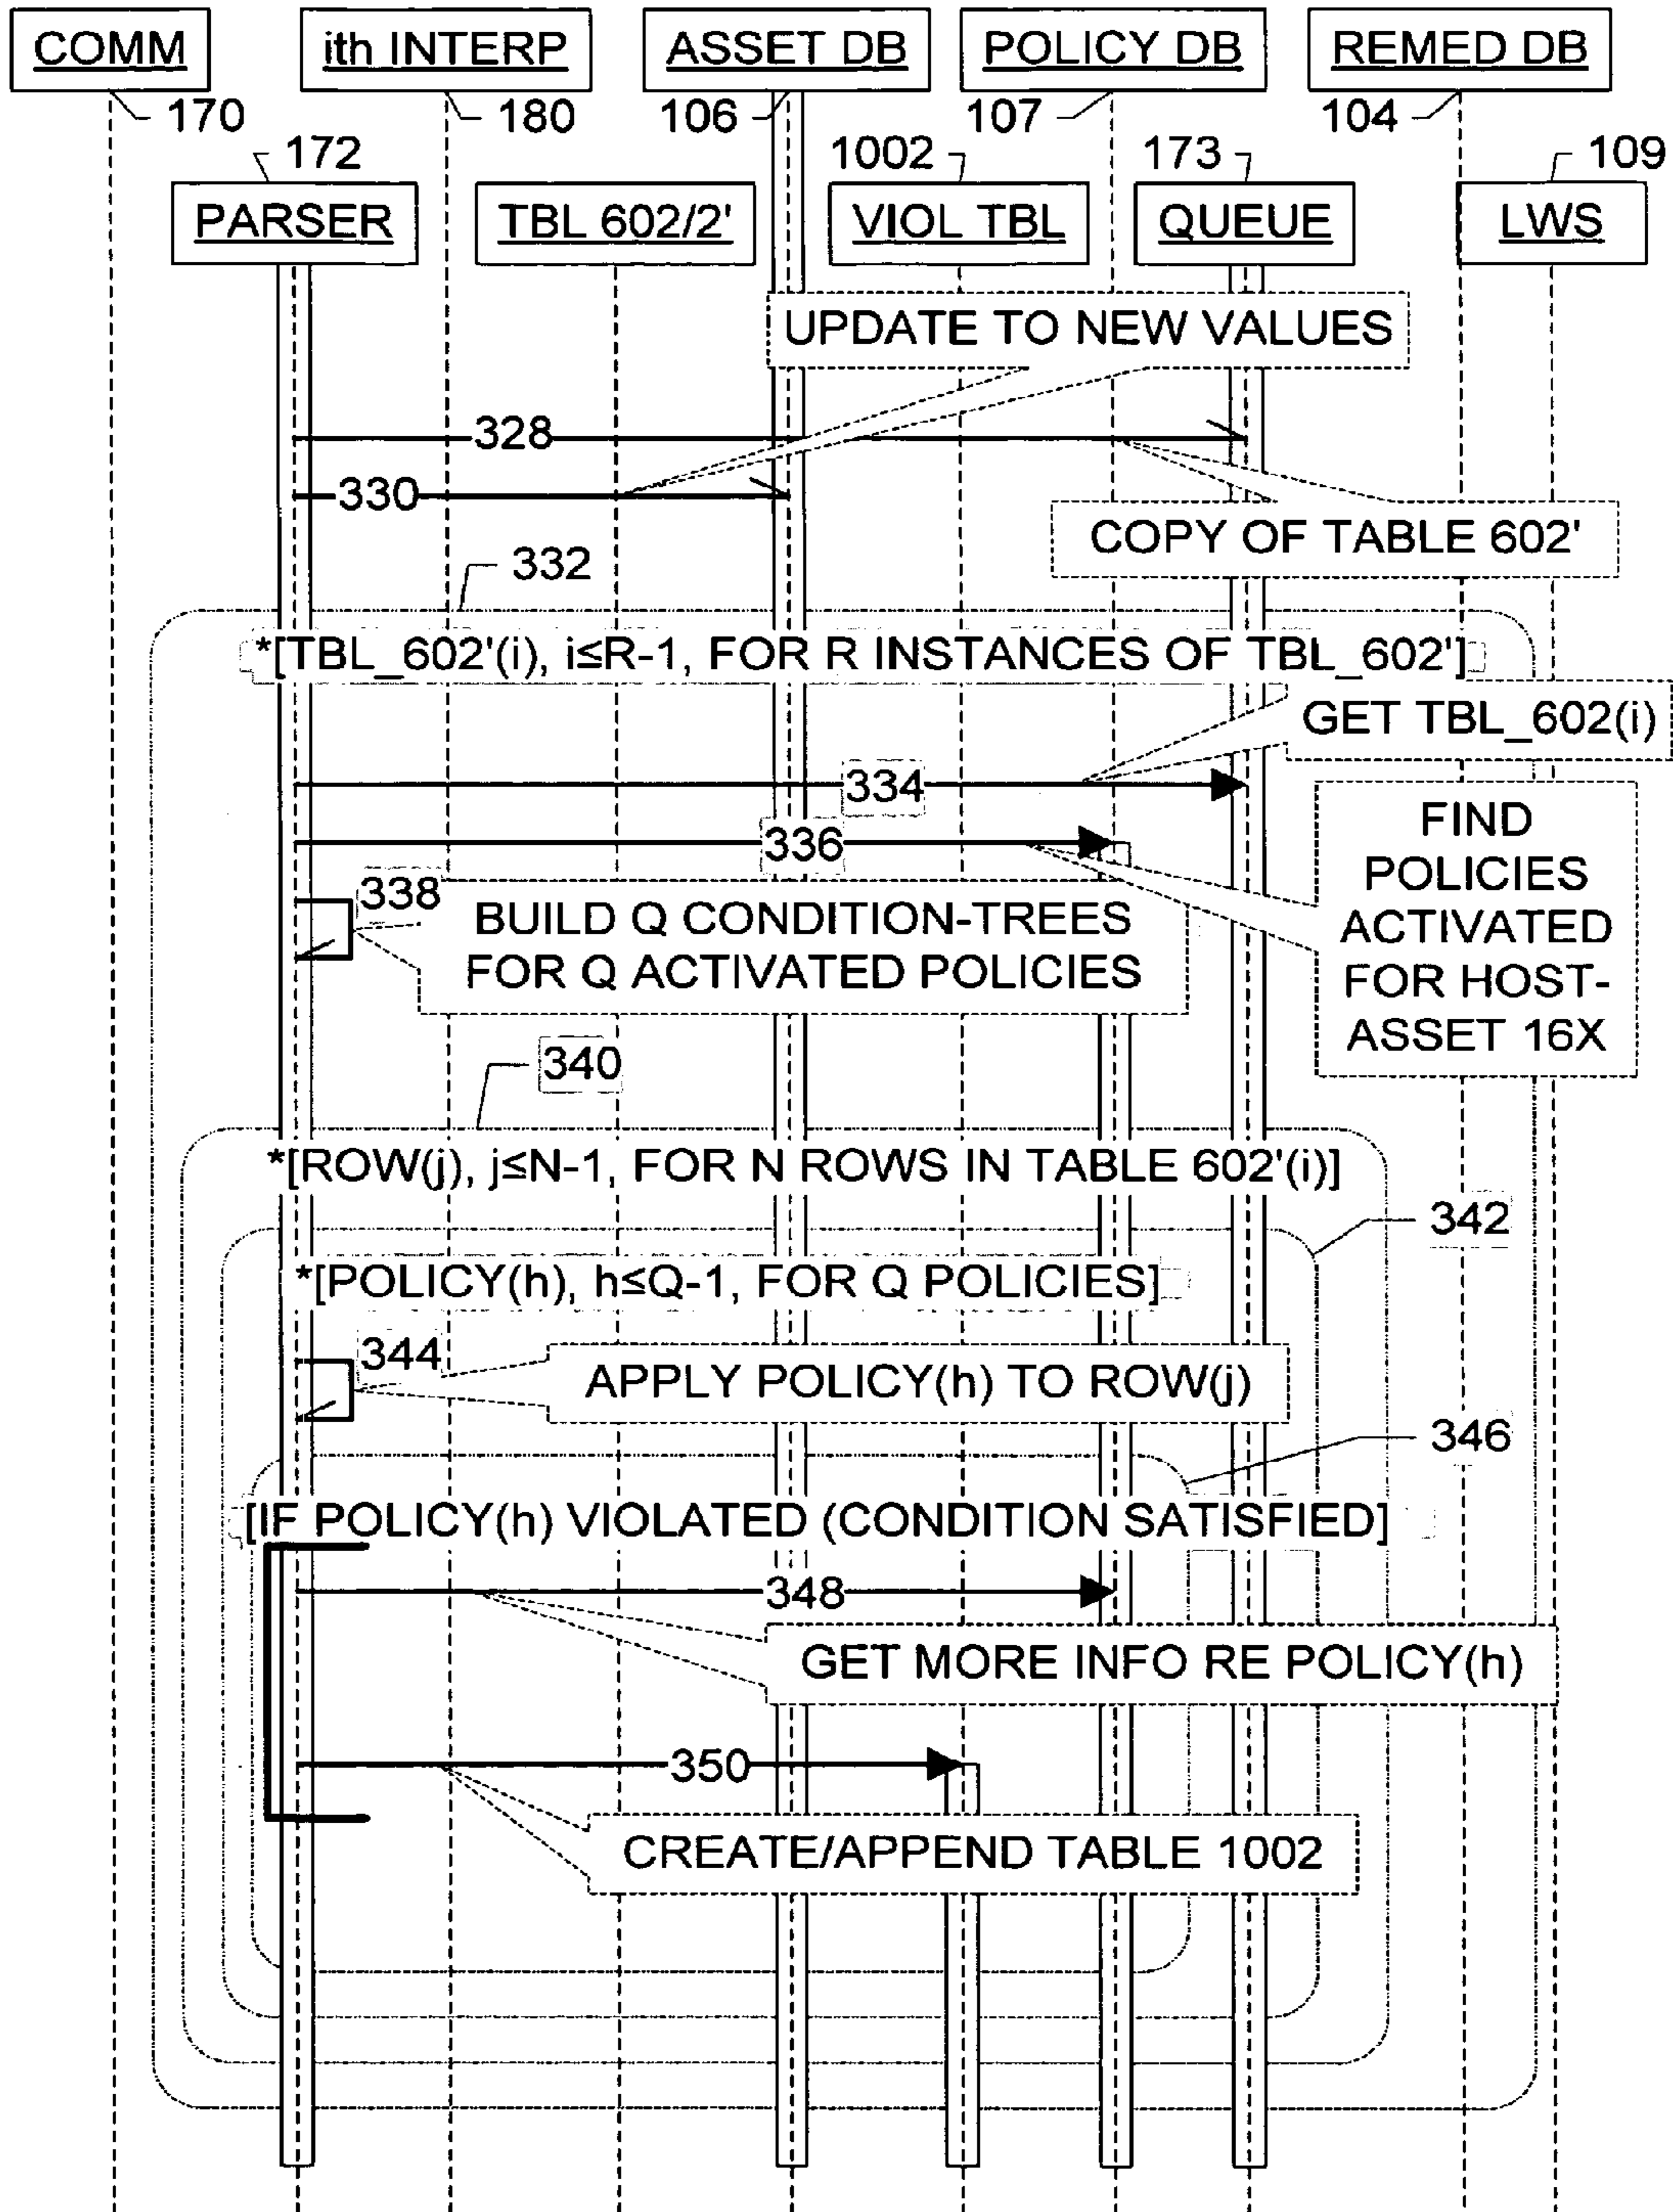 COMM
ith INTERP
ASSET DB
POLICY DB
REMED DB
170
180
106
107
104
172
1002
173
109
PARSER
TBL 602/2'
VIOL TBL
QUEUE
LWS
UPDATE TO NEW VALUES
328
330
COPY OF TABLE 602'
332
*[TBL_602'(i), i≤R-1, FOR R INSTANCES OF TBL_602']
GET TBL_602(i)
334
336
FIND
POLICIES
ACTIVATED
FOR HOST-
ASSET 16X
338
BUILD Q CONDITION-TREES
FOR Q ACTIVATED POLICIES
340
*[ROW(j), j≤N-1, FOR N ROWS IN TABLE 602'(i)]
342
*[POLICY(h), h≤Q-1, FOR Q POLICIES]
344
APPLY POLICY(h) TO ROW(j)
346
[IF POLICY(h) VIOLATED (CONDITION SATISFIED]
348
GET MORE INFO RE POLICY(h)
350
CREATE/APPEND TABLE 1002